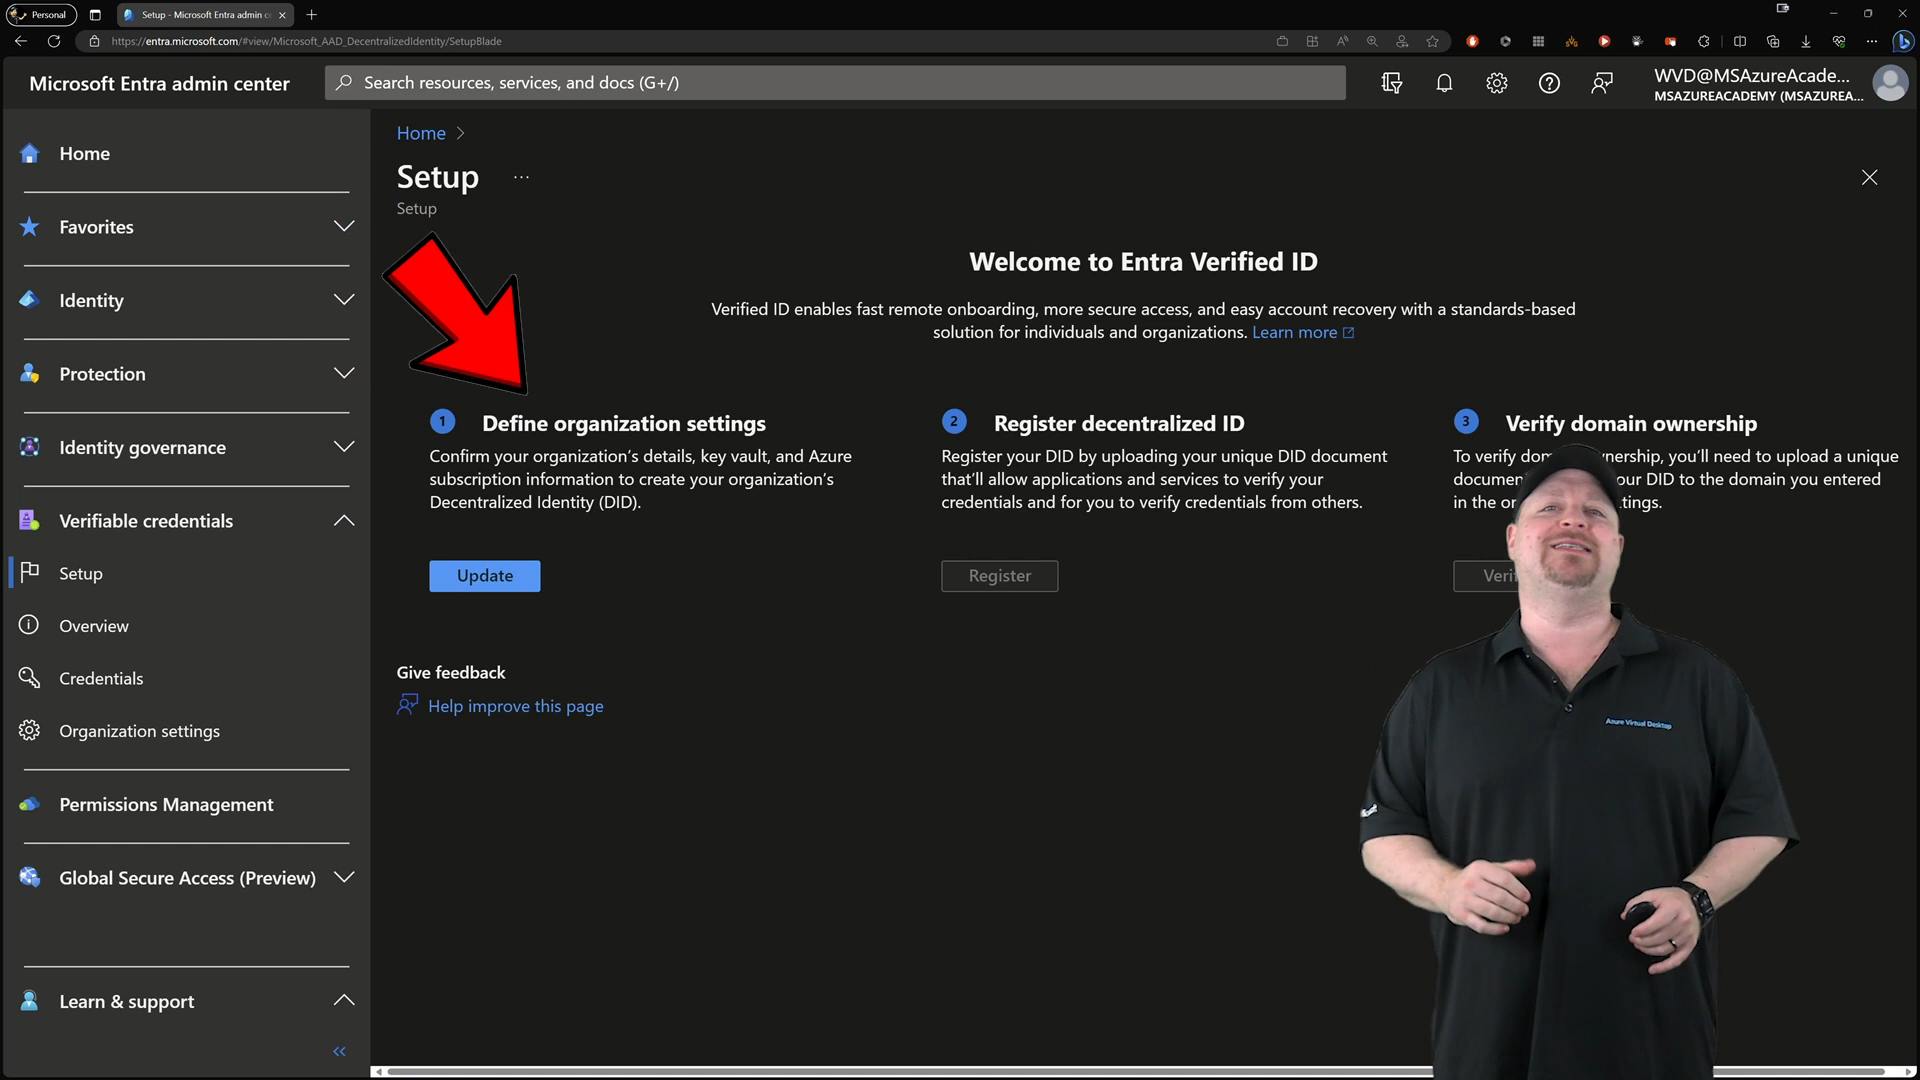 Personal
Setup - Microsoft Entra admin c
https://entra.microsoft.com/#view/Microsoft_AAD_DecentralizedIdentity/SetupBlade
Microsoft Entra admin center
Search resources, services, and docs (G+/)
WVD@MSAzureAcade...
MSAZUREACADEMY (MSAZUREA...
Home
Favorites
Identity
Protection
Identity governance
Verifiable credentials
Setup
Overview
Credentials
Organization settings
Permissions Management
Global Secure Access (Preview)
Learn & support
Home
Setup
Setup
Welcome to Entra Verified ID
Verified ID enables fast remote onboarding, more secure access, and easy account recovery with a standards-based
solution for individuals and organizations. Learn more
1 Define organization settings
Confirm your organization's details, key vault, and Azure
subscription information to create your organization's
Decentralized Identity (DID).
Update
2 Register decentralized ID
Register your DID by uploading your unique DID document
that'll allow applications and services to verify your
credentials and for you to verify credentials from others.
Register
3 Verify domain ownership
To verify dom wnership, you'll need to upload a unique
documen our DID to the domain you entered
in the or tings.
Veri
Give feedback
Help improve this page
Azure Virtual Desktop